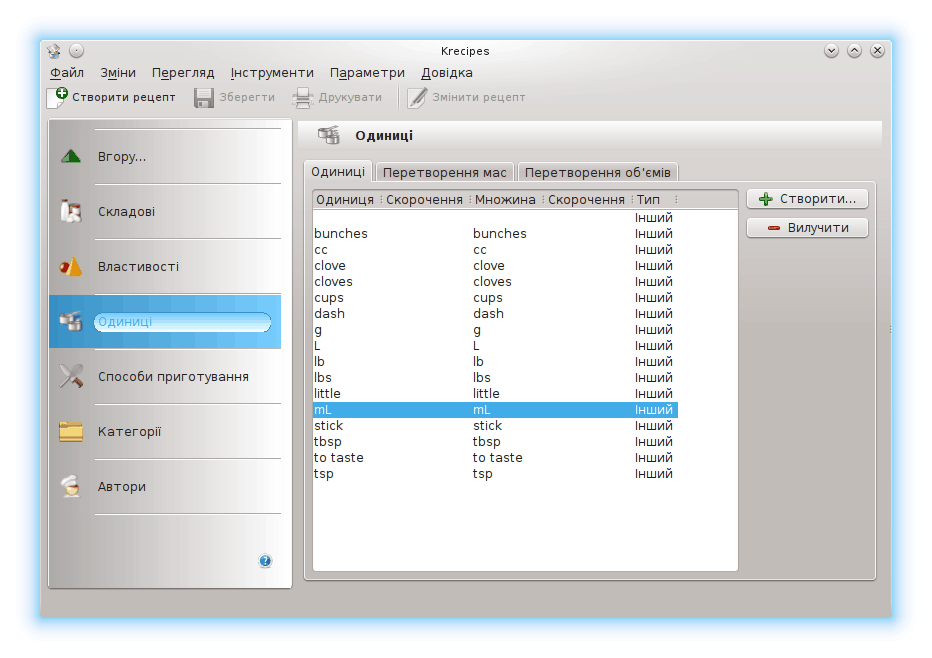 Krecipes
Файл Зміни Перегляд Інструменти Параметри Довідка
Створити рецепт Зберегти Друкувати Змінити рецепт
Вгору...
Складові
Властивості
Одиниці
Способи приготування
Категорії
Автори
?
Одиниці
Одиниці Перетворення мас Перетворення об'ємів
Одиниця Скорочення Множина Скорочення Тип
Інший
bunches bunches Інший
cc cc Інший
clove clove Інший
cloves cloves Інший
cups cups Інший
dash dash Інший
g g Інший
L L Інший
lb lb Інший
lbs lbs Інший
little little Інший
mL mL Інший
stick stick Інший
tbsp tbsp Інший
to taste to taste Інший
tsp tsp Інший
Створити...
Вилучити